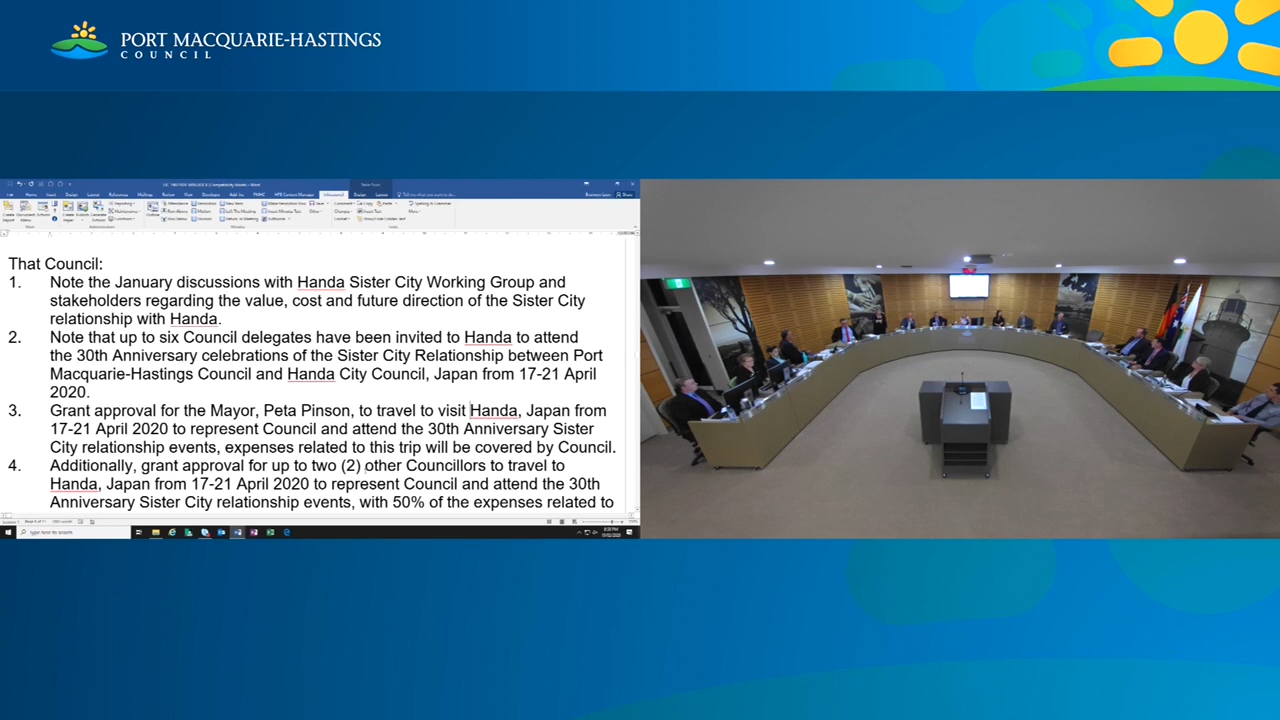 PORT MACQUARIE-HASTINGS
COUNCIL
That Council:
1. Note the January discussions with Handa Sister City Working Group and
stakeholders regarding the value, cost and future direction of the Sister City
relationship with Handa.
2. Note that up to six Council delegates have been invited to Handa to attend
the 30th Anniversary celebrations of the Sister City Relationship between Port
Macquarie-Hastings Council and Handa City Council, Japan from 17-21 April
2020.
3. Grant approval for the Mayor, Peta Pinson, to travel to visit Handa, Japan from
17-21 April 2020 to represent Council and attend the 30th Anniversary Sister
City relationship events, expenses related to this trip will be covered by Council.
4. Additionally, grant approval for up to two (2) other Councillors to travel to
Handa, Japan from 17-21 April 2020 to represent Council and attend the 30th
Anniversary Sister City relationship events, with 50% of the expenses related to
Type here to search